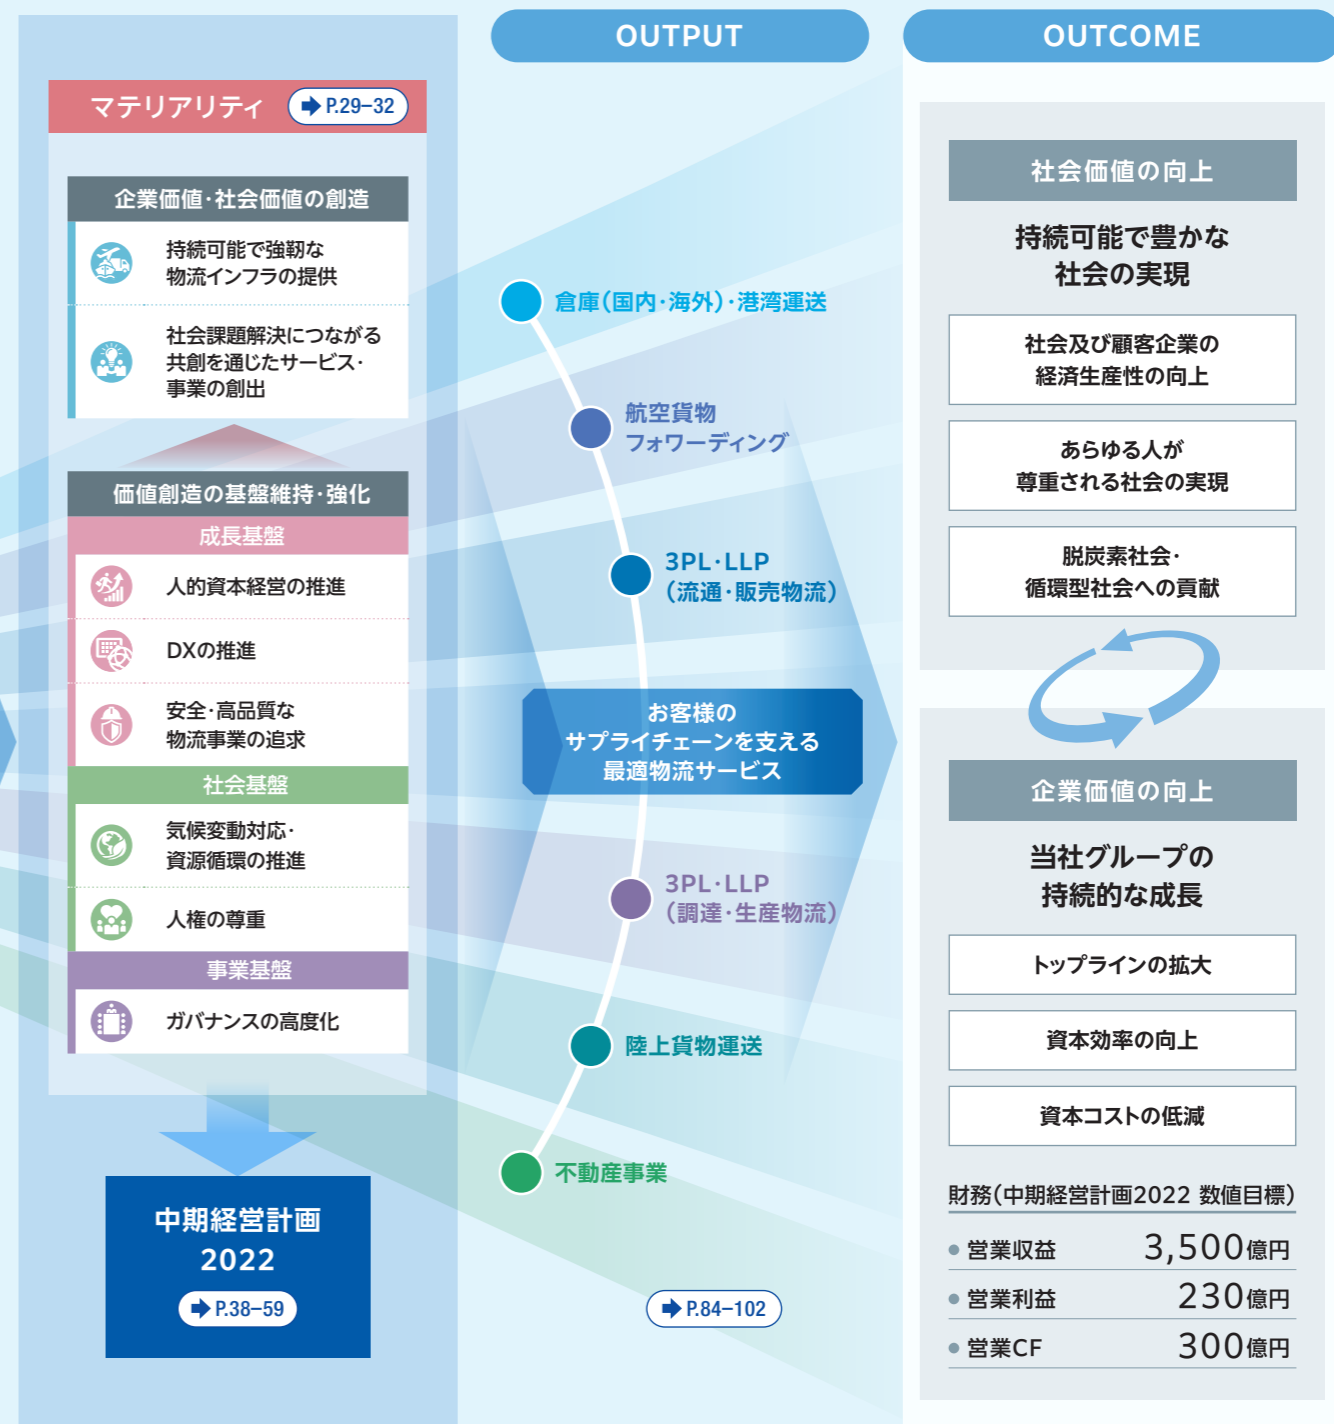 マテリアリティ
P.29–32
企業価値・社会価値の創造
持続可能で強靭な
物流インフラの提供
社会課題解決につながる
共創を通じたサービス・
事業の創出
価値創造の基盤維持・強化
成長基盤
人的資本経営の推進
DXの推進
安全・高品質な
物流事業の追求
社会基盤
気候変動対応・
資源循環の推進
人権の尊重
事業基盤
ガバナンスの高度化
中期経営計画
2022
P.38–59
OUTPUT
倉庫（国内・海外）・港湾運送
航空貨物
フォワーディング
3PL・LLP
（流通・販売物流）
お客様の
サプライチェーンを支える
最適物流サービス
3PL・LLP
（調達・生産物流）
陸上貨物運送
不動産事業
P.84–102
OUTCOME
社会価値の向上
持続可能で豊かな
社会の実現
社会及び顧客企業の
経済生産性の向上
あらゆる人が
尊重される社会の実現
脱炭素社会・
循環型社会への貢献
企業価値の向上
当社グループの
持続的な成長
トップラインの拡大
資本効率の向上
資本コストの低減
財務（中期経営計画2022 数値目標）
営業収益 3,500億円
営業利益 230億円
営業CF 300億円